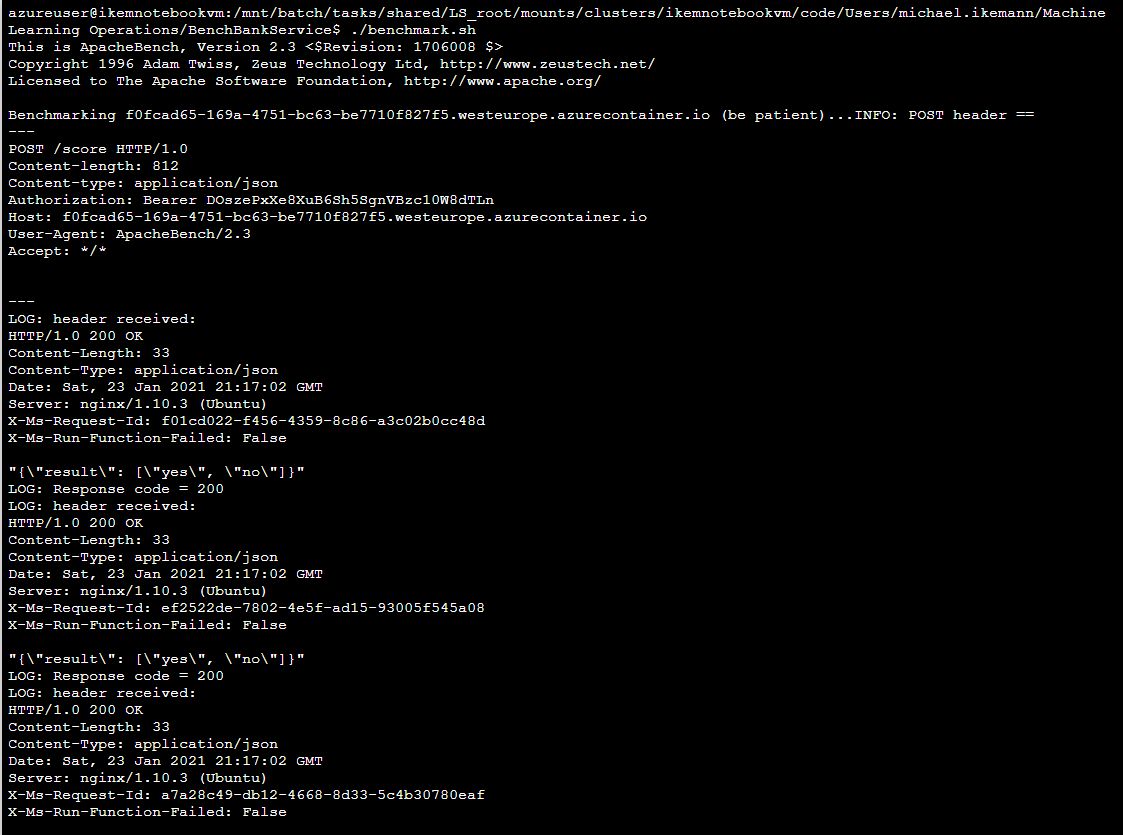 azureuser@ikemnotebookvm:/mnt/batch/tasks/shared/LS_root/mounts/clusters/ikemnotebookvm/code/Users/michael.ikemann/Machine
Learning Operations/BenchBankService$ ./benchmark.sh
This is ApacheBench, Version 2.3 <$Revision: 1706008 $>
Copyright 1996 Adam Twiss, Zeus Technology Ltd, http://www.zeustech.net/
Licensed to The Apache Software Foundation, http://www.apache.org/

Benchmarking f0fcad65-169a-4751-bc63-be7710f827f5.westeurope.azurecontainer.io (be patient)...INFO: POST header ==
---
POST /score HTTP/1.0
Content-length: 812
Content-type: application/json
Authorization: Bearer DOszePxXe8XuB6Sh5SgnVBzc10W8dTLn
Host: f0fcad65-169a-4751-bc63-be7710f827f5.westeurope.azurecontainer.io
User-Agent: ApacheBench/2.3
Accept: */*


---
LOG: header received:
HTTP/1.0 200 OK
Content-Length: 33
Content-Type: application/json
Date: Sat, 23 Jan 2021 21:17:02 GMT
Server: nginx/1.10.3 (Ubuntu)
X-Ms-Request-Id: f01cd022-f456-4359-8c86-a3c02b0cc48d
X-Ms-Run-Function-Failed: False

"{\"result\": [\"yes\", \"no\"]}"
LOG: Response code = 200
LOG: header received:
HTTP/1.0 200 OK
Content-Length: 33
Content-Type: application/json
Date: Sat, 23 Jan 2021 21:17:02 GMT
Server: nginx/1.10.3 (Ubuntu)
X-Ms-Request-Id: ef2522de-7802-4e5f-ad15-93005f545a08
X-Ms-Run-Function-Failed: False

"{\"result\": [\"yes\", \"no\"]}"
LOG: Response code = 200
LOG: header received:
HTTP/1.0 200 OK
Content-Length: 33
Content-Type: application/json
Date: Sat, 23 Jan 2021 21:17:02 GMT
Server: nginx/1.10.3 (Ubuntu)
X-Ms-Request-Id: a7a28c49-db12-4668-8d33-5c4b30780eaf
X-Ms-Run-Function-Failed: False